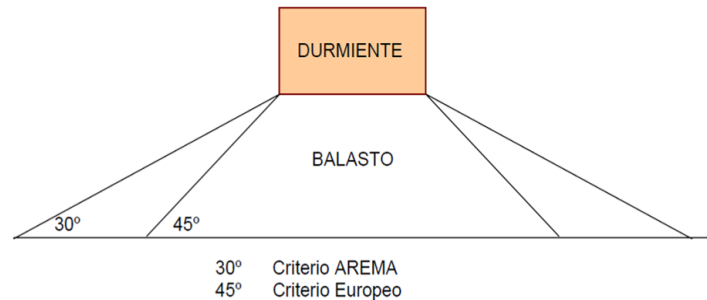 DURMIENTE
BALASTO
30º 45º
30º Criterio AREMA
45º Criterio Europeo